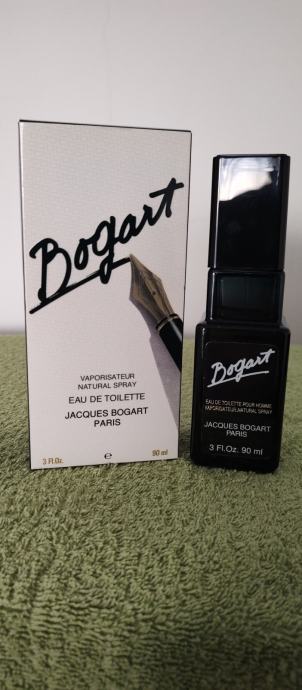 Bogart
VAPORISATEUR
NATURAL SPRAY
EAU DE TOILETTE
JACQUES BOGART
PARIS
3 Fl.Oz. e 90 ml
Bogart
EAU DE TOILETTE POUR HOMME
VAPORISATEUR.NATURAL SPRAY
JACQUES BOGART
PARIS
3 Fl.Oz. 90 ml